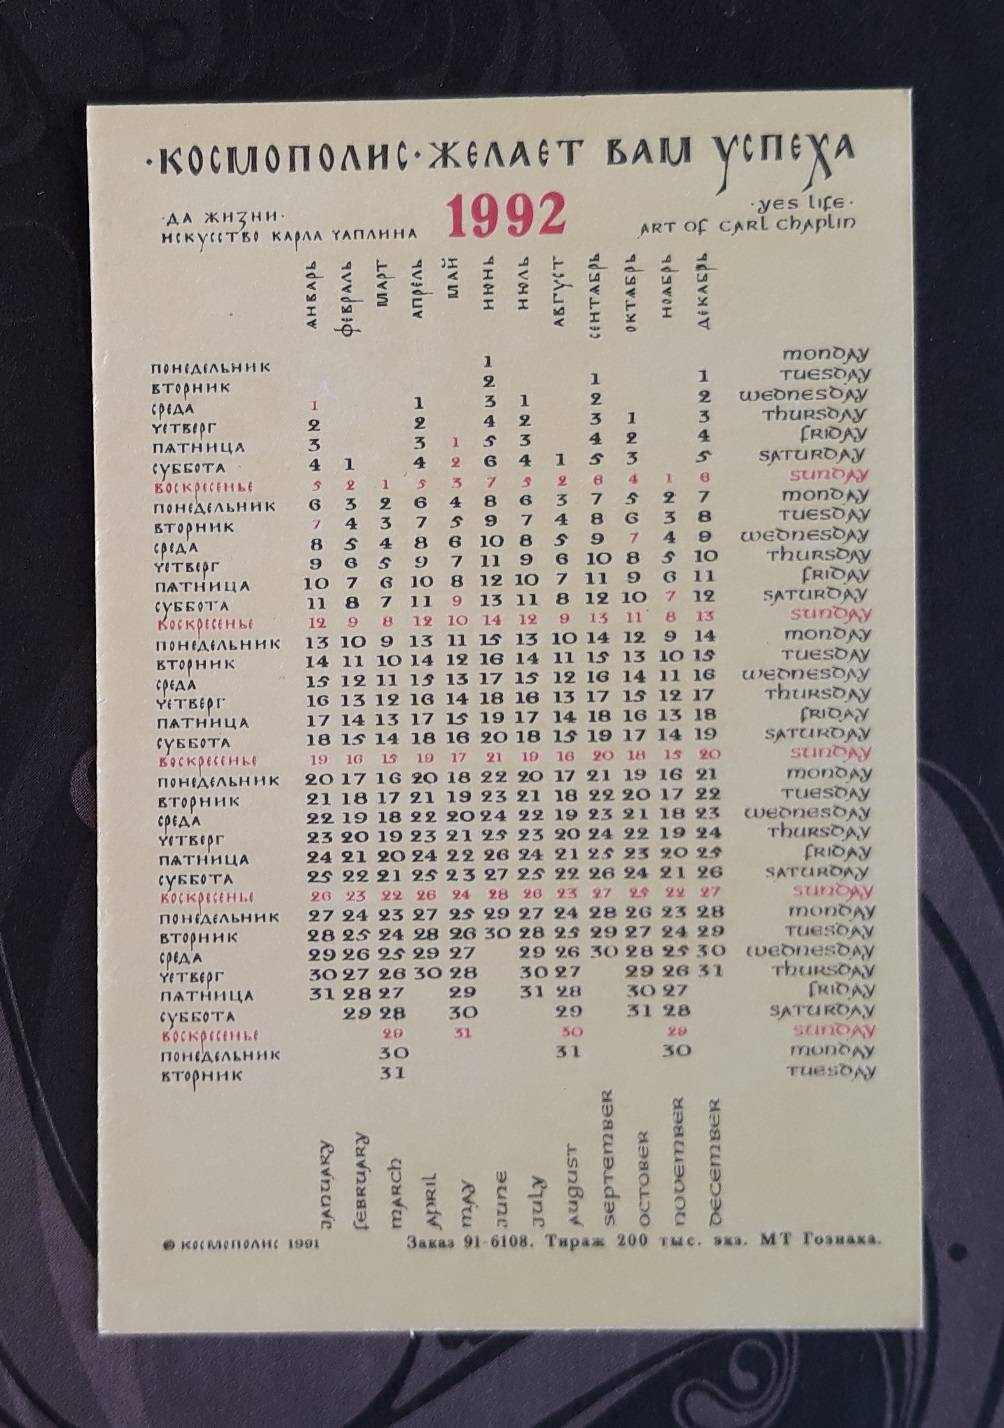 ·КОСМОПОЛИС·ЖЕЛАЕТ ВАМ УСПЕХА
·ДА ЖИЗНИ· 1992 ·YES LIFE·
ИСКУССТВО КАРЛА ЧАПЛИНА ART OF CARL CHAPLIN
ЯНВАРЬ ФЕВРАЛЬ МАРТ АПРЕЛЬ МАЙ ИЮНЬ ИЮЛЬ АВГУСТ СЕНТЯБРЬ ОКТЯБРЬ НОЯБРЬ ДЕКАБРЬ
ПОНЕДЕЛЬНИК 1 MONDAY
ВТОРНИК 2 1 1 TUESDAY
СРЕДА 1 1 3 1 2 2 WEDNESDAY
ЧЕТВЕРГ 2 2 4 2 3 1 3 THURSDAY
ПЯТНИЦА 3 3 1 5 3 4 2 4 FRIDAY
СУББОТА 4 1 4 2 6 4 1 5 3 5 SATURDAY
ВОСКРЕСЕНЬЕ 5 2 1 5 3 7 5 2 6 4 1 6 SUNDAY
ПОНЕДЕЛЬНИК 6 3 2 6 4 8 6 3 7 5 2 7 MONDAY
ВТОРНИК 7 4 3 7 5 9 7 4 8 6 3 8 TUESDAY
СРЕДА 8 5 4 8 6 10 8 5 9 7 4 9 WEDNESDAY
ЧЕТВЕРГ 9 6 5 9 7 11 9 6 10 8 5 10 THURSDAY
ПЯТНИЦА 10 7 6 10 8 12 10 7 11 9 6 11 FRIDAY
СУББОТА 11 8 7 11 9 13 11 8 12 10 7 12 SATURDAY
ВОСКРЕСЕНЬЕ 12 9 8 12 10 14 12 9 13 11 8 13 SUNDAY
ПОНЕДЕЛЬНИК 13 10 9 13 11 15 13 10 14 12 9 14 MONDAY
ВТОРНИК 14 11 10 14 12 16 14 11 15 13 10 15 TUESDAY
СРЕДА 15 12 11 15 13 17 15 12 16 14 11 16 WEDNESDAY
ЧЕТВЕРГ 16 13 12 16 14 18 16 13 17 15 12 17 THURSDAY
ПЯТНИЦА 17 14 13 17 15 19 17 14 18 16 13 18 FRIDAY
СУББОТА 18 15 14 18 16 20 18 15 19 17 14 19 SATURDAY
ВОСКРЕСЕНЬЕ 19 16 15 19 17 21 19 16 20 18 15 20 SUNDAY
ПОНЕДЕЛЬНИК 20 17 16 20 18 22 20 17 21 19 16 21 MONDAY
ВТОРНИК 21 18 17 21 19 23 21 18 22 20 17 22 TUESDAY
СРЕДА 22 19 18 22 20 24 22 19 23 21 18 23 WEDNESDAY
ЧЕТВЕРГ 23 20 19 23 21 25 23 20 24 22 19 24 THURSDAY
ПЯТНИЦА 24 21 20 24 22 26 24 21 25 23 20 25 FRIDAY
СУББОТА 25 22 21 25 23 27 25 22 26 24 21 26 SATURDAY
ВОСКРЕСЕНЬЕ 26 23 22 26 24 28 26 23 27 25 22 27 SUNDAY
ПОНЕДЕЛЬНИК 27 24 23 27 25 29 27 24 28 26 23 28 MONDAY
ВТОРНИК 28 25 24 28 26 30 28 25 29 27 24 29 TUESDAY
СРЕДА 29 26 25 29 27 29 26 30 28 25 30 WEDNESDAY
ЧЕТВЕРГ 30 27 26 30 28 30 27 29 26 31 THURSDAY
ПЯТНИЦА 31 28 27 29 31 28 30 27 FRIDAY
СУББОТА 29 28 30 29 31 28 SATURDAY
ВОСКРЕСЕНЬЕ 29 31 30 29 SUNDAY
ПОНЕДЕЛЬНИК 30 31 30 MONDAY
ВТОРНИК 31 TUESDAY
JANUARY FEBRUARY MARCH APRIL MAY JUNE JULY AUGUST SEPTEMBER OCTOBER NOVEMBER DECEMBER
© КОСМОПОЛИС 1991 Заказ 91-6108. Тираж 200 тыс. экз. МТ Гознака.